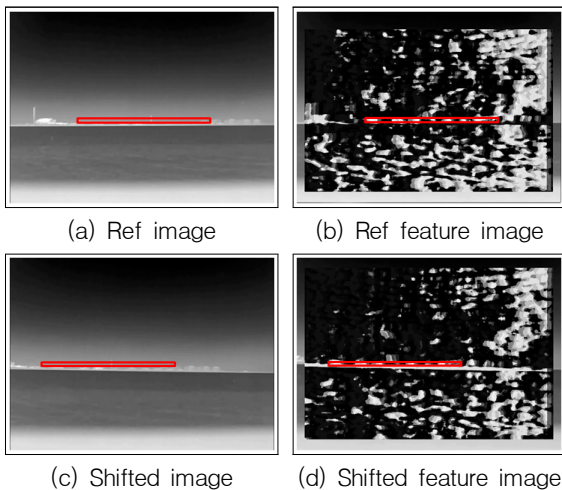 (a) Ref image
(b) Ref feature image
(c) Shifted image
(d) Shifted feature image